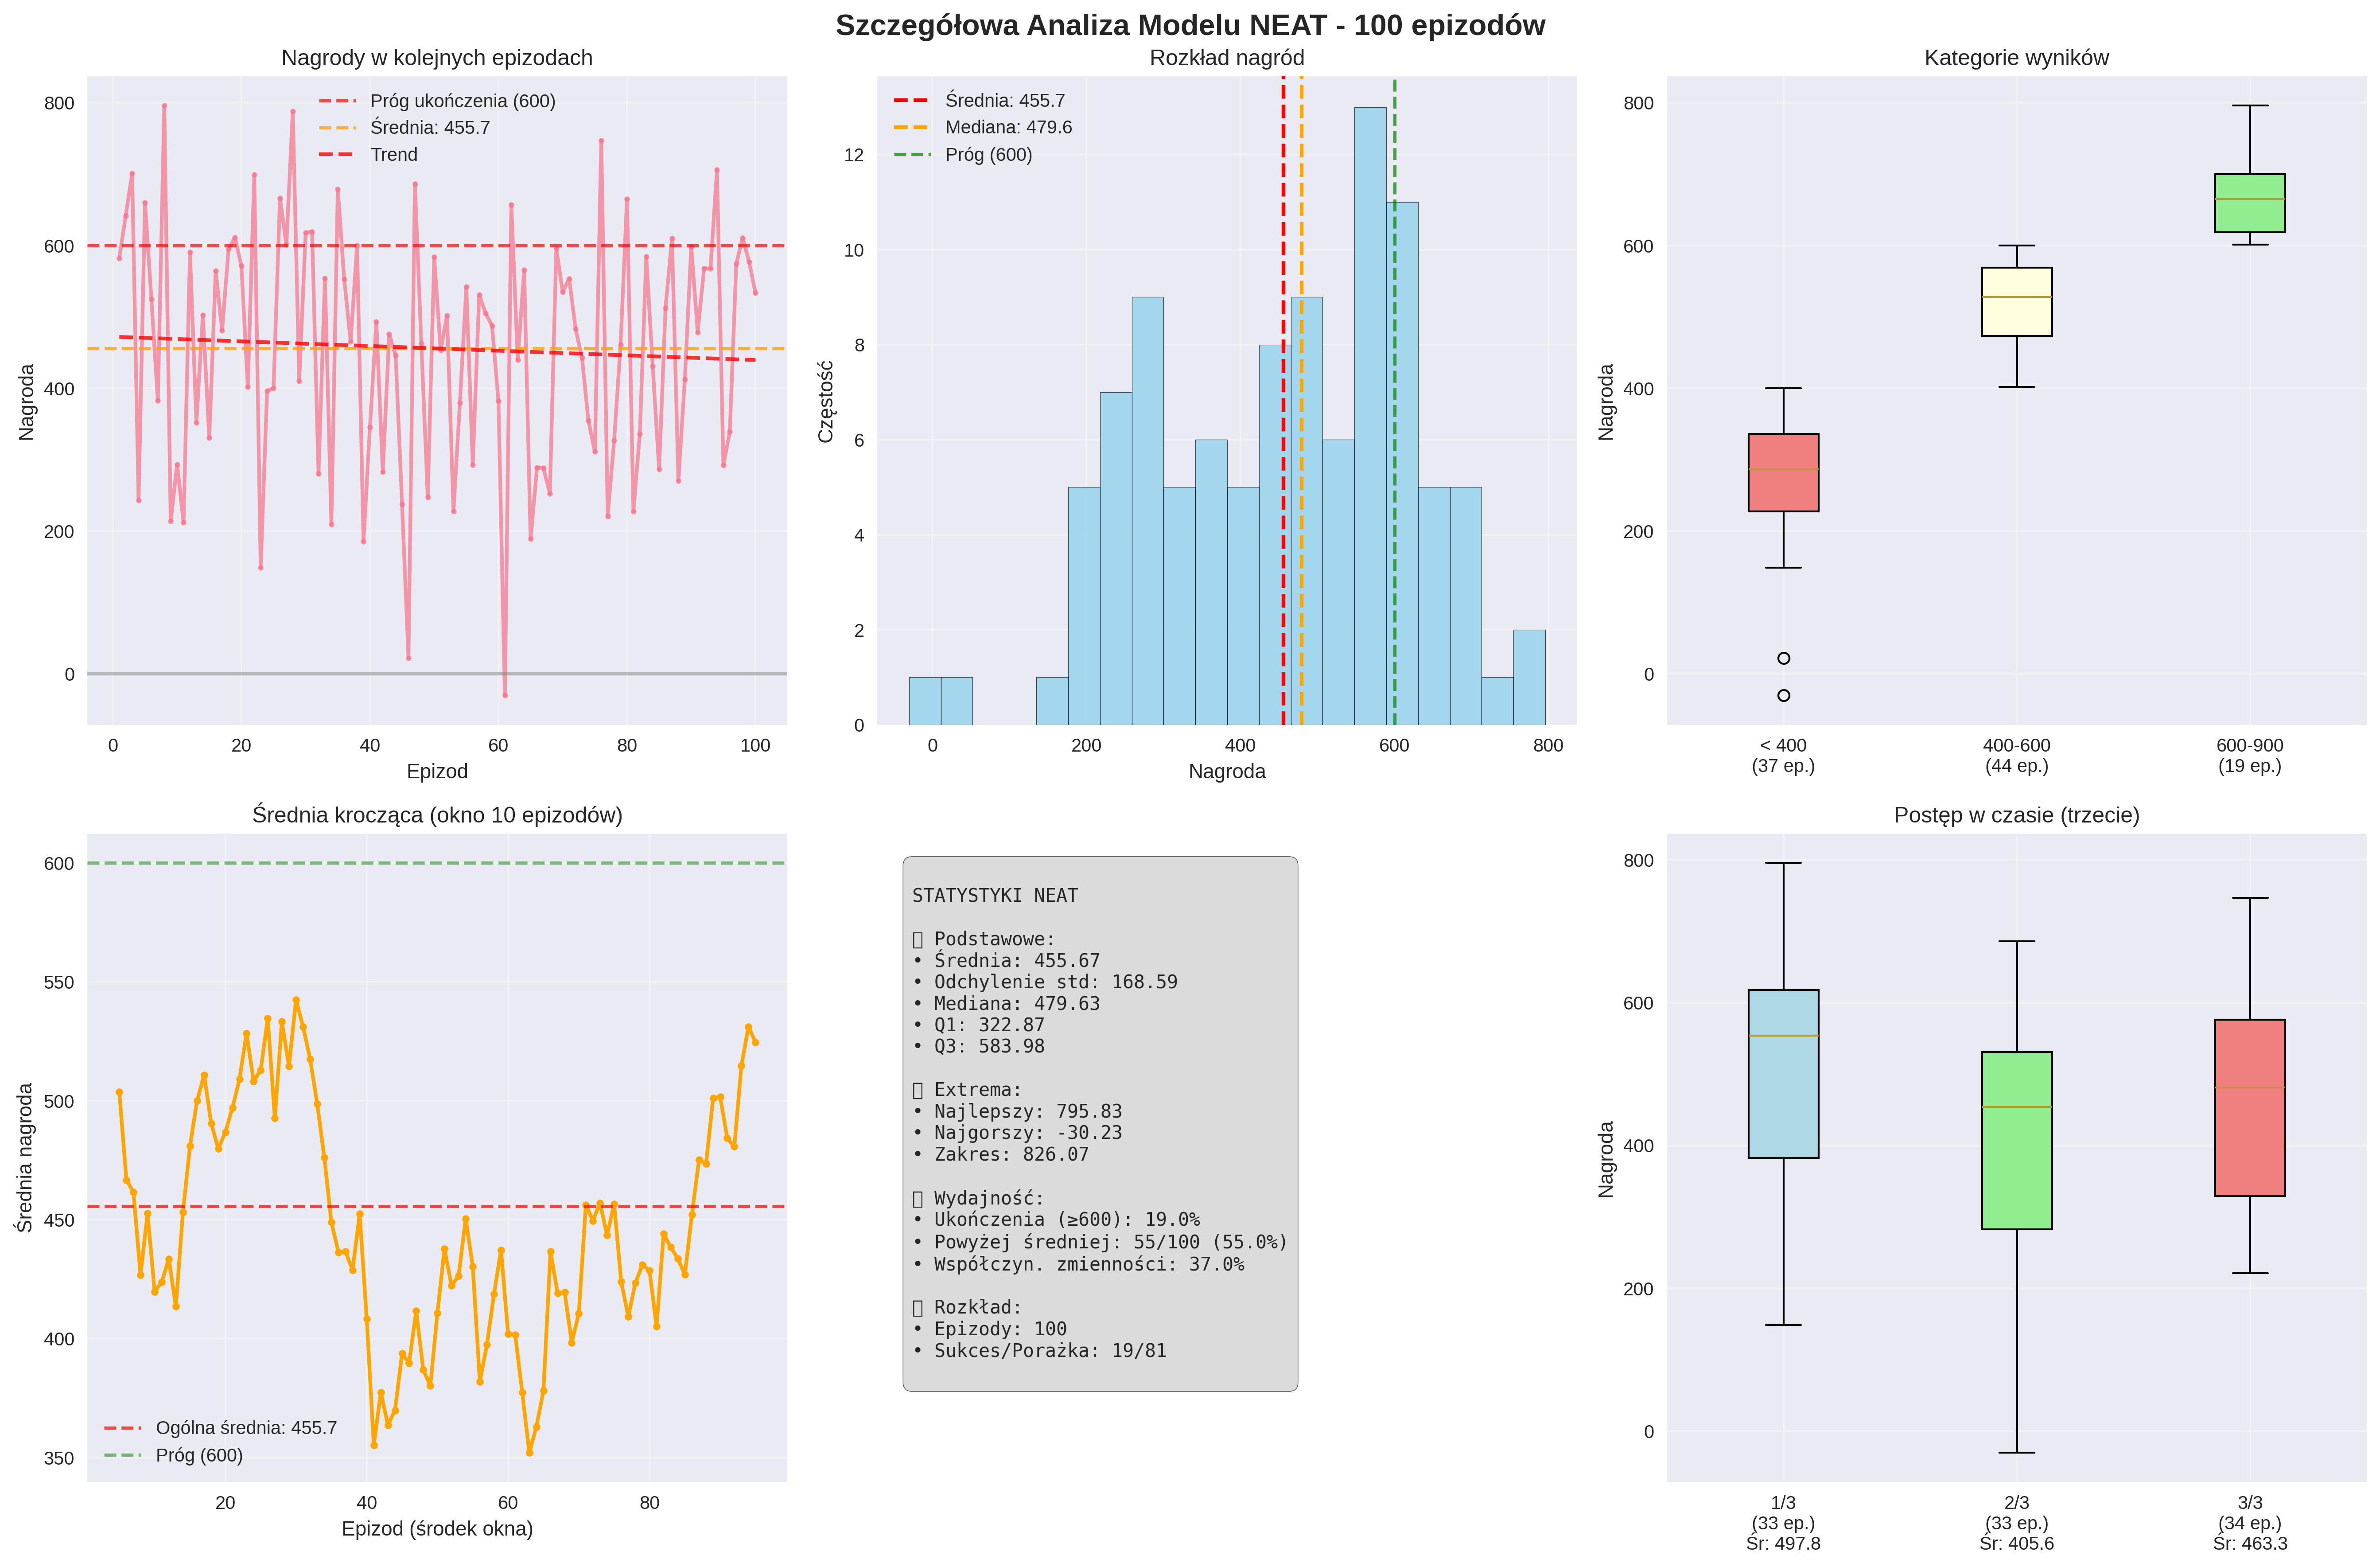 Szczegółowa Analiza Modelu NEAT - 100 epizodów
Nagrody w kolejnych epizodach
Próg ukończenia (600)
Średnia: 455.7
Trend
800
600
400
200
0
Nagroda
0 20 40 60 80 100
Epizod
Rozkład nagród
Średnia: 455.7
Mediana: 479.6
Próg (600)
12
10
8
6
4
2
0
Częstość
0 200 400 600 800
Nagroda
Kategorie wyników
800
600
400
200
0
Nagroda
< 400 400-600 600-900
(37 ep.) (44 ep.) (19 ep.)
Średnia krocząca (okno 10 epizodów)
600
550
500
450
400
350
Średnia nagroda
Ogólna średnia: 455.7
Próg (600)
20 40 60 80
Epizod (środek okna)
STATYSTYKI NEAT
Podstawowe:
• Średnia: 455.67
• Odchylenie std: 168.59
• Mediana: 479.63
• Q1: 322.87
• Q3: 583.98
Extrema:
• Najlepszy: 795.83
• Najgorszy: -30.23
• Zakres: 826.07
Wydajność:
• Ukończenia (≥600): 19.0%
• Powyżej średniej: 55/100 (55.0%)
• Współczyn. zmienności: 37.0%
Rozkład:
• Epizody: 100
• Sukces/Porażka: 19/81
Postęp w czasie (trzecie)
800
600
400
200
0
Nagroda
1/3 2/3 3/3
(33 ep.) (33 ep.) (34 ep.)
Śr: 497.8 Śr: 405.6 Śr: 463.3